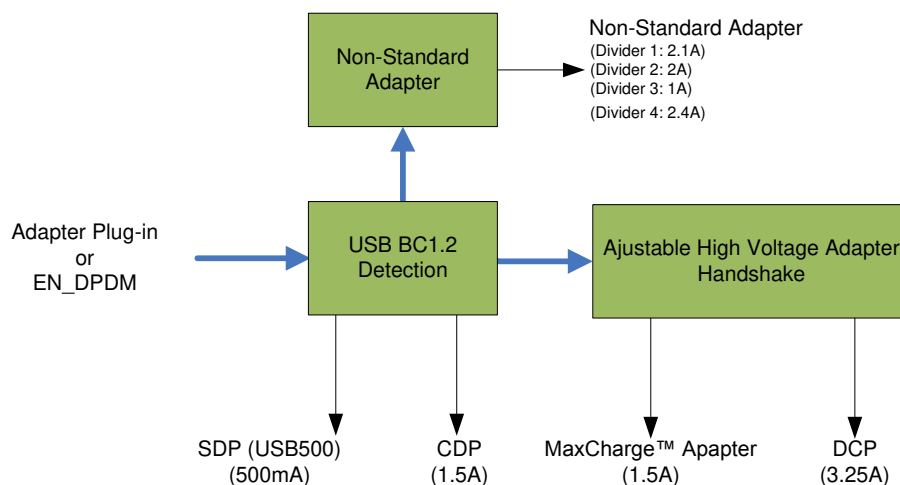 Non-Standard
Adapter
Non-Standard Adapter
(Divider 1: 2.1A)
(Divider 2: 2A)
(Divider 3: 1A)
(Divider 4: 2.4A)
Adapter Plug-in
or
EN_DPDM
USB BC1.2
Detection
Ajustable High Voltage Adapter
Handshake
SDP (USB500)
(500mA)
CDP
(1.5A)
MaxCharge™ Apapter
(1.5A)
DCP
(3.25A)